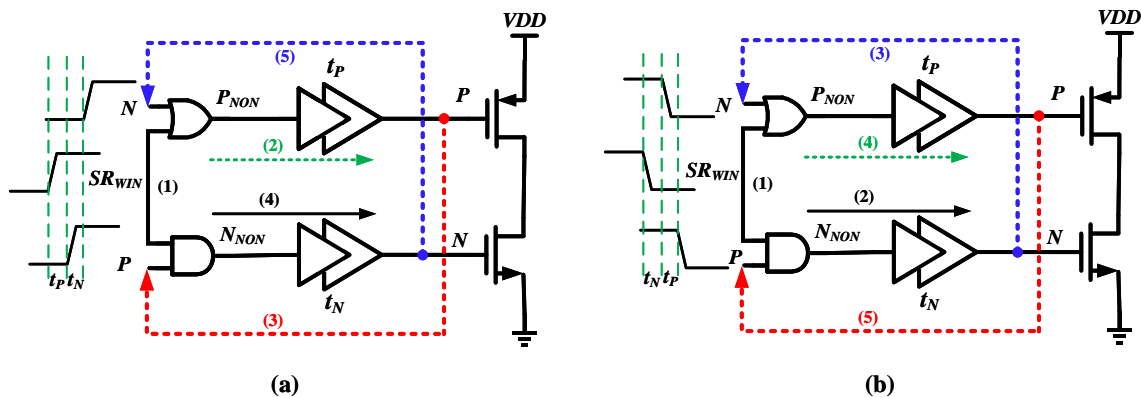 VDD
(5)
t_P
N
P_NON
P
(2)
SR_WIN
(1)
(4)
N_NON
N
P
t_P t_N
t_N
(3)
(a)
VDD
(3)
t_P
N
P_NON
P
(4)
SR_WIN
(1)
(2)
N_NON
N
P
t_N t_P
t_N
(5)
(b)